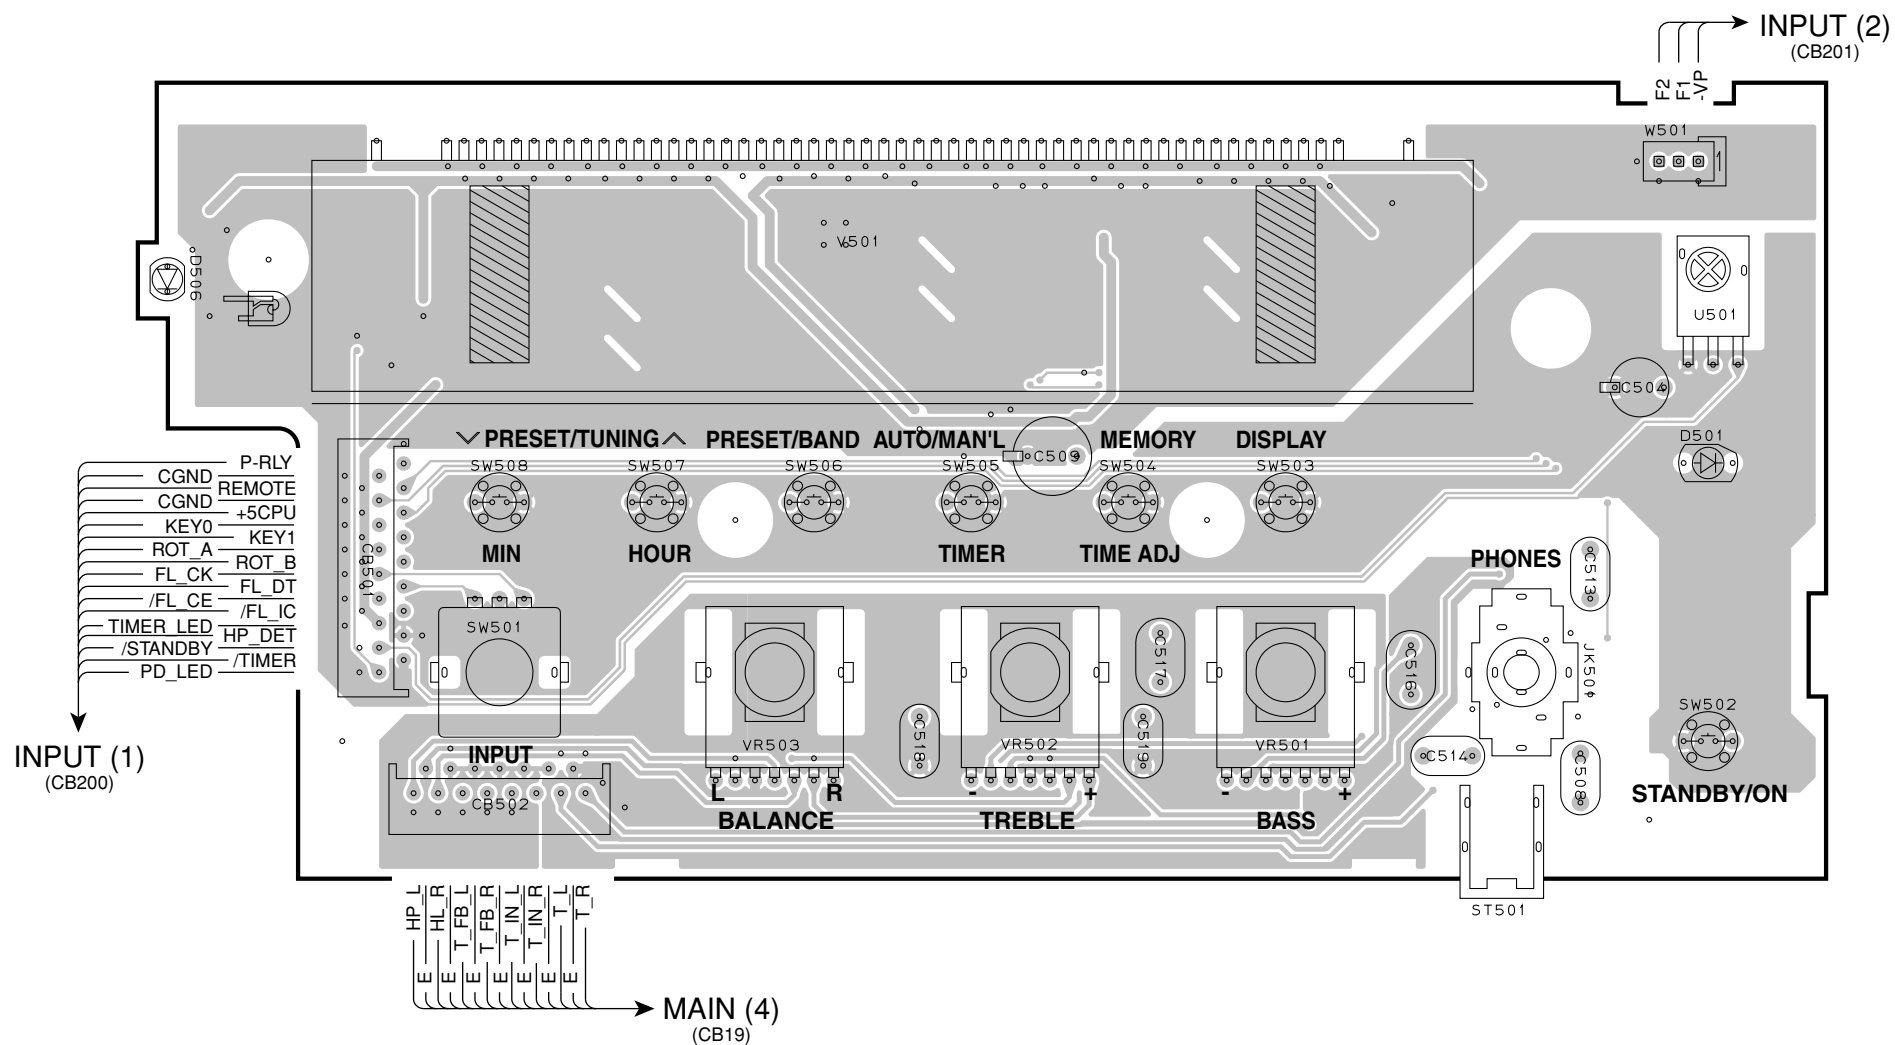 INPUT (2)
(CB201)
F2
F1
-VP
W501
V501
D506
U501
C504
PRESET/TUNING
PRESET/BAND
AUTO/MAN'L
MEMORY
DISPLAY
D501
SW508
SW507
SW506
SW505
C509
SW504
SW503
MIN
HOUR
TIMER
TIME ADJ
PHONES
P-RLY
CGND
REMOTE
CGND
+5CPU
KEY0
KEY1
ROT_A
ROT_B
FL_CK
FL_DT
/FL_CE
/FL_IC
TIMER_LED
HP_DET
/STANDBY
/TIMER
PD_LED
INPUT (1)
(CB200)
CB501
C513
SW501
C517
C516
JK501
SW502
VR503
C518
VR502
C519
VR501
C514
C508
INPUT
CB502
L
R
-
+
-
+
STANDBY/ON
BALANCE
TREBLE
BASS
ST501
HP_L
HL_R
T_FB_L
T_FB_R
T_IN_L
T_IN_R
T_L
T_R
E
E
E
E
E
E
E
MAIN (4)
(CB19)